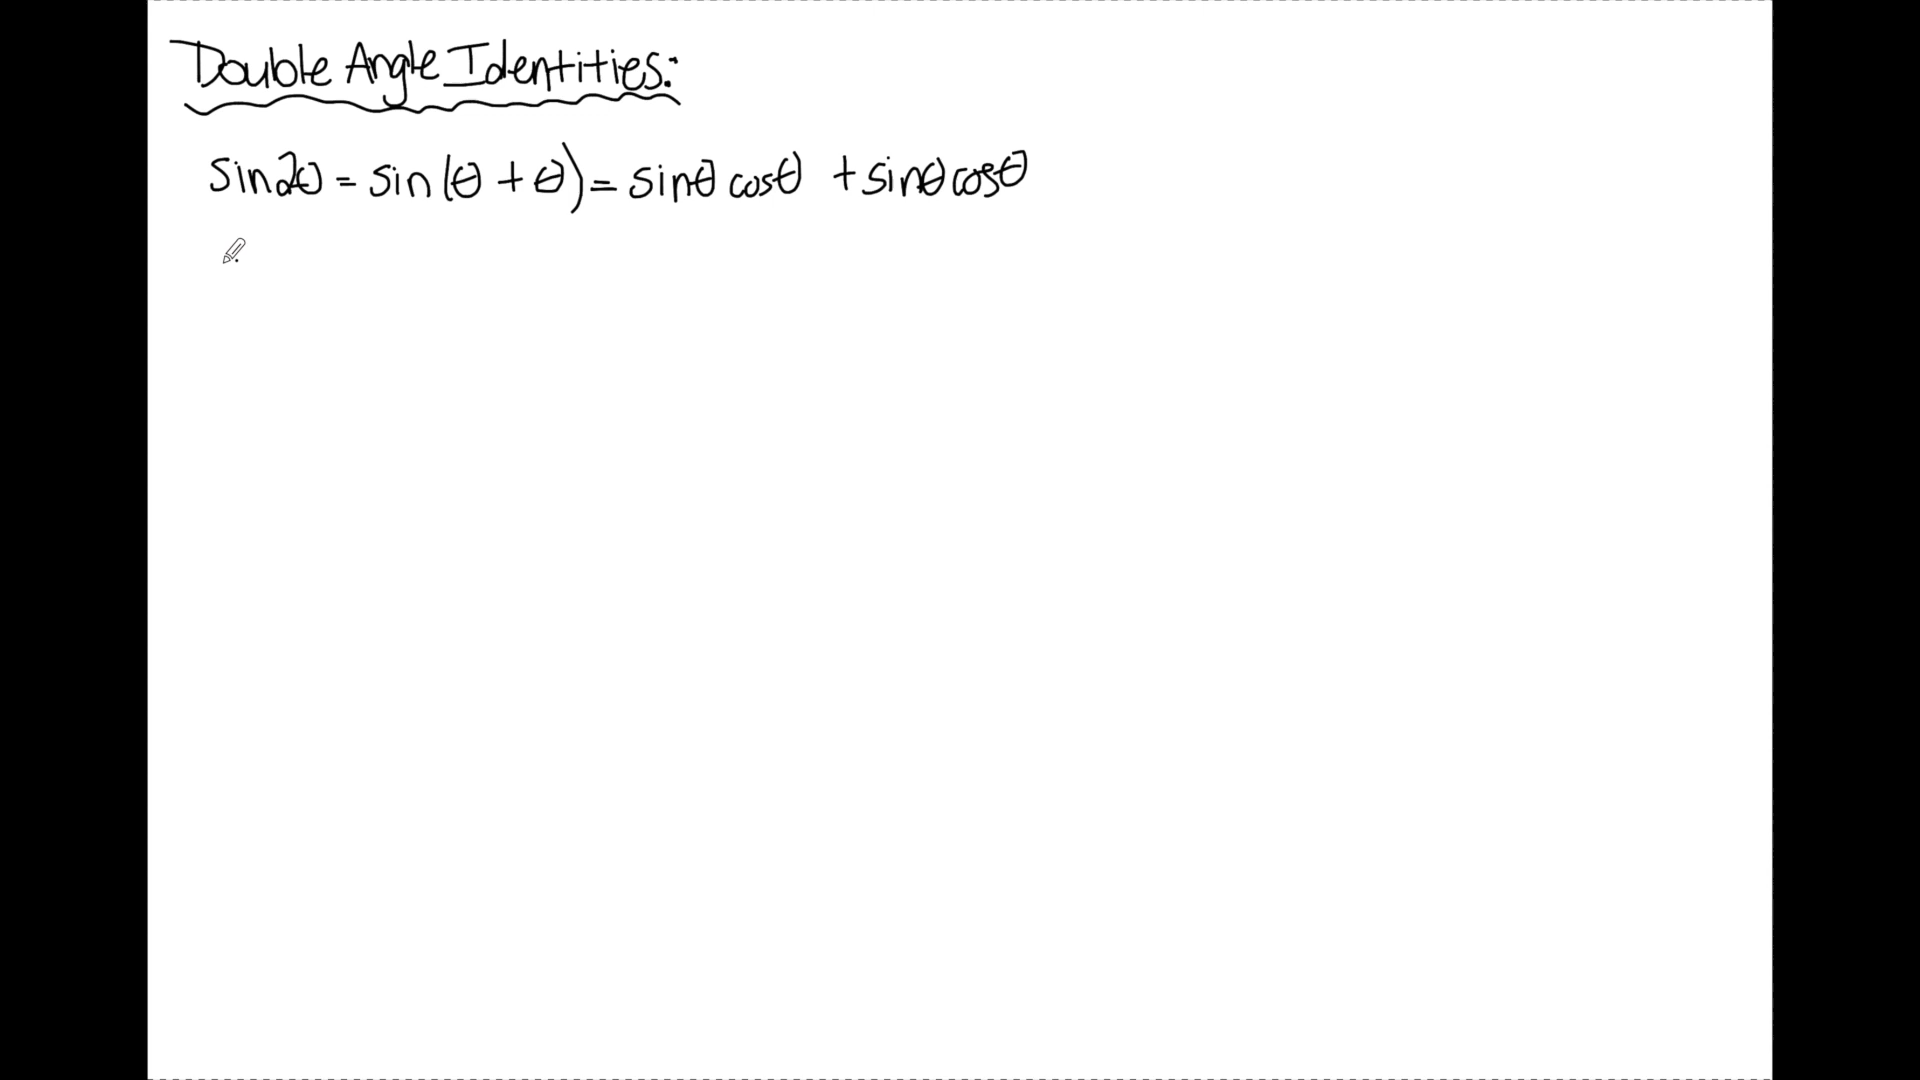 Double Angle Identities:
sin2θ = sin(θ + θ) = sinθ cosθ + sinθ cosθ